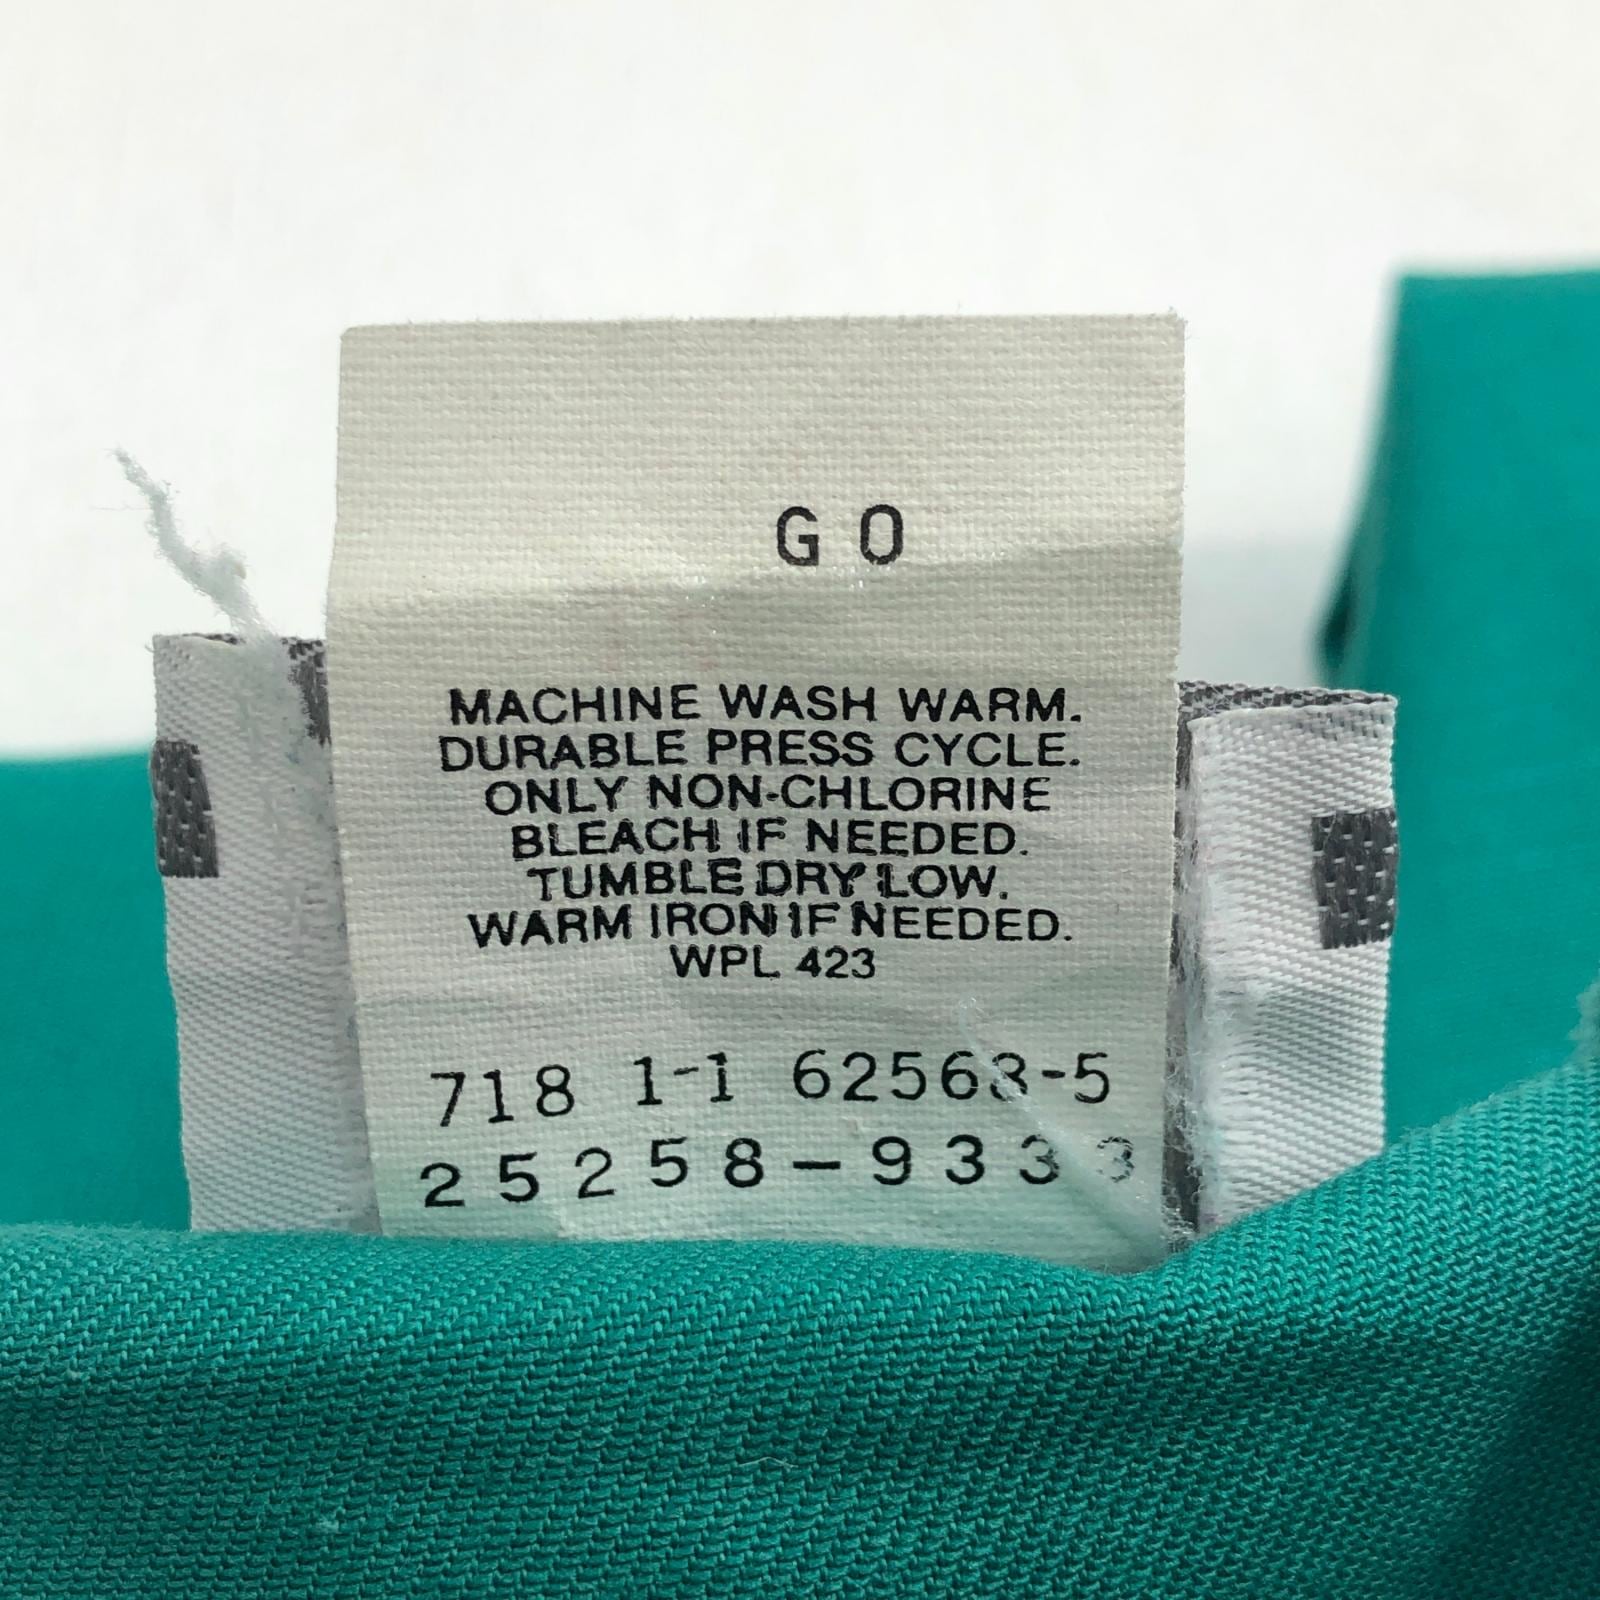 GO
MACHINE WASH WARM.
DURABLE PRESS CYCLE.
ONLY NON-CHLORINE
BLEACH IF NEEDED.
TUMBLE DRY LOW.
WARM IRON IF NEEDED.
WPL 423
718 1-1 62568-5
25258-9333